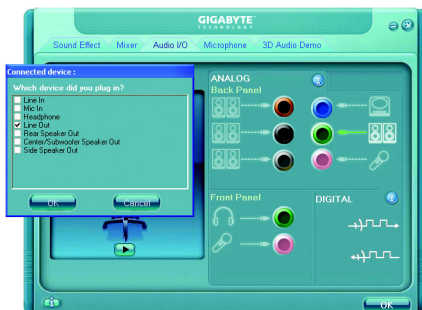 GIGABYTE™
TECHNOLOGY
Sound Effect Mixer Audio I/O Microphone 3D Audio Demo
Connected device :
Which device did you plug in?
Line In
Mic In
Headphone
Line Out
Rear Speaker Out
Center/Subwoofer Speaker Out
Side Speaker Out
OK Cancel
ANALOG
Back Panel
Front Panel
DIGITAL
OK